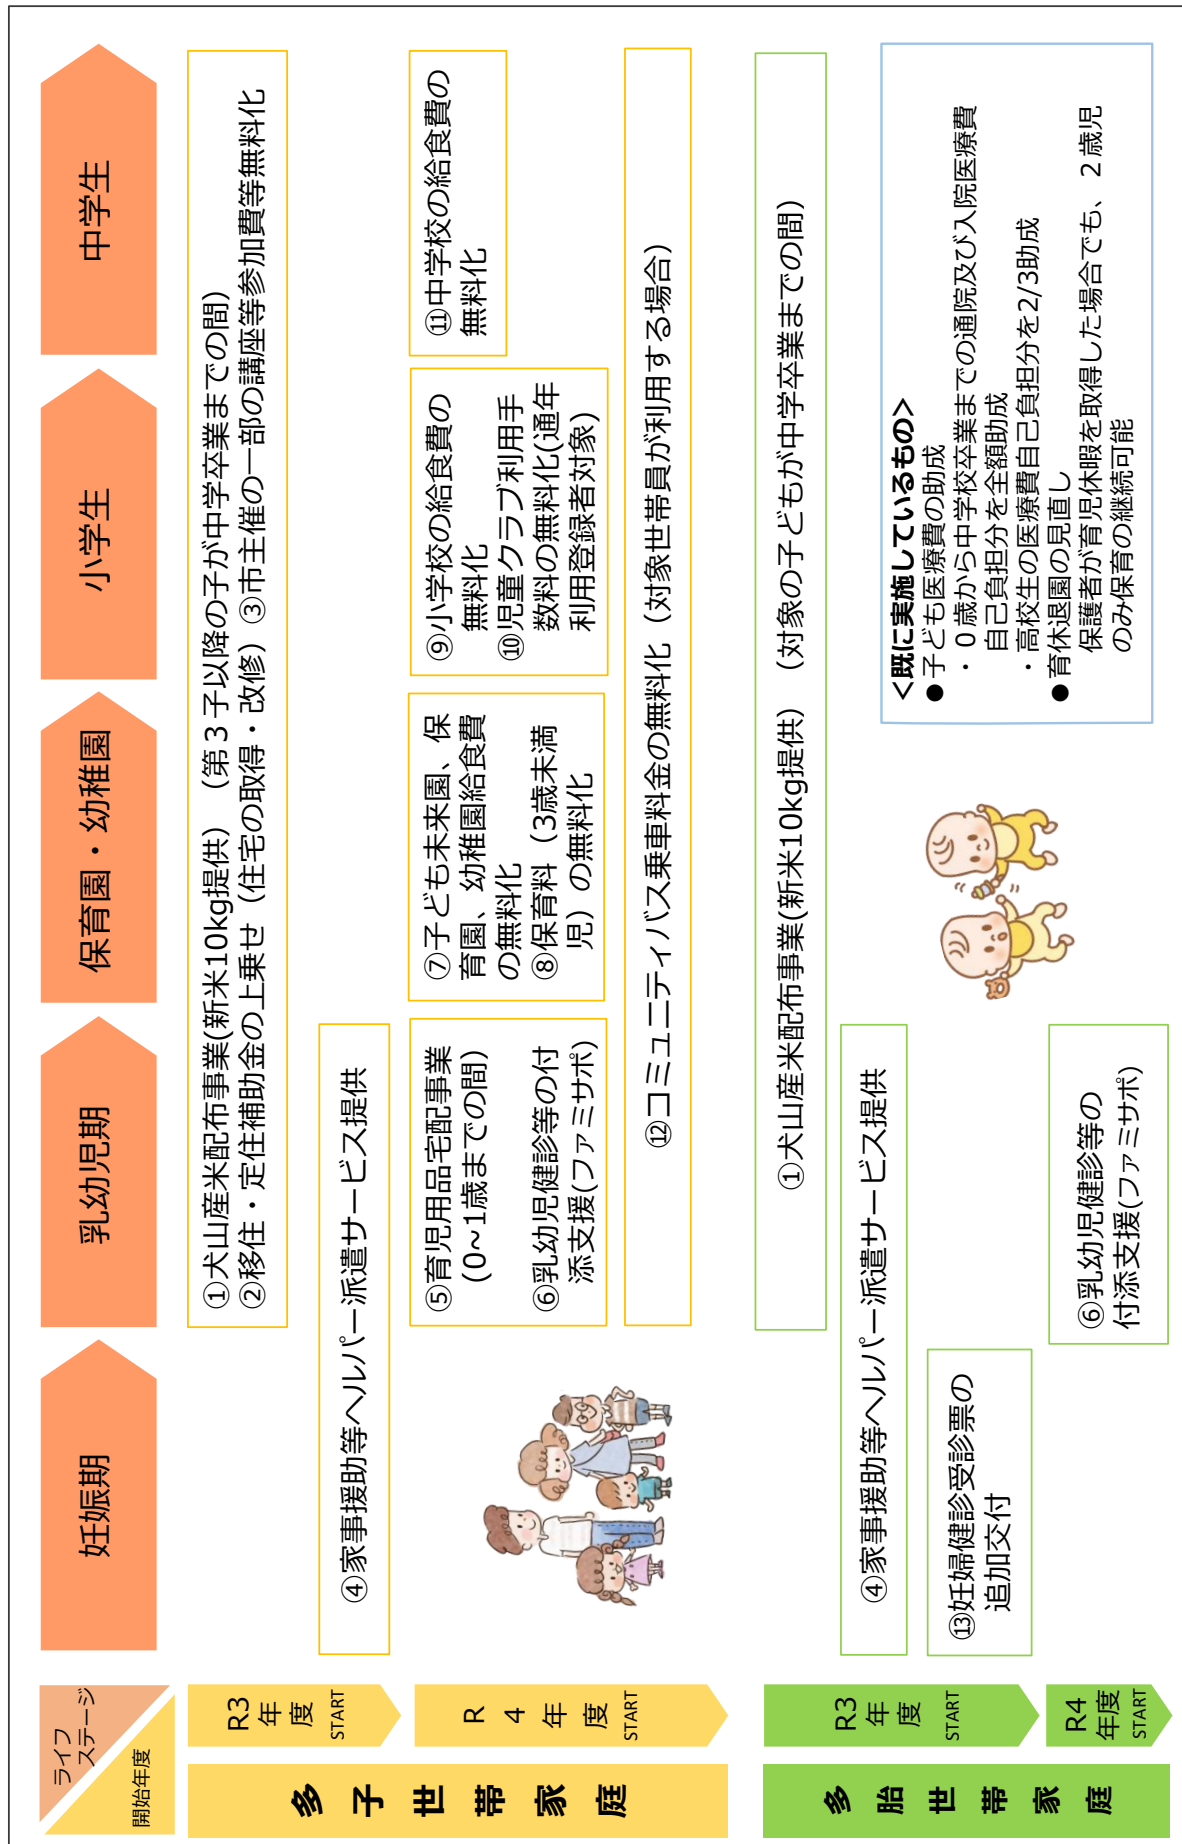 ライフ
ステージ
開始年度
妊娠期
乳幼児期
保育園・幼稚園
小学生
中学生
多子世帯家庭
R3
年
度
START
①犬山産米配布事業(新米10kg提供)　（第３子以降の子が中学卒業までの間）
②移住・定住補助金の上乗せ（住宅の取得・改修）③市主催の一部の講座等参加費等無料化
④家事援助等ヘルパー派遣サービス提供
R
4
年
度
START
⑤育児用品宅配事業
(0~1歳までの間)
⑥乳幼児健診等の付
添支援(ファミサポ)
⑦子ども未来園、保
育園、幼稚園給食費
の無料化
⑧保育料（3歳未満
児）の無料化
⑨小学校の給食費の
無料化
⑩児童クラブ利用手
数料の無料化(通年
利用登録者対象)
⑪中学校の給食費の
無料化
⑫コミュニティバス乗車料金の無料化（対象世帯員が利用する場合）
多胎世帯家庭
R3
年
度
START
①犬山産米配布事業(新米10kg提供)　（対象の子どもが中学卒業までの間）
④家事援助等ヘルパー派遣サービス提供
⑬妊婦健診受診票の
追加交付
R4
年度
START
⑥乳幼児健診等の
付添支援(ファミサポ)
<既に実施しているもの>
●子ども医療費の助成
・０歳から中学校卒業までの通院及び入院医療費
自己負担分を全額助成
・高校生の医療費自己負担分を2/3助成
●育休退園の見直し
保護者が育児休暇を取得した場合でも、２歳児
のみ保育の継続可能